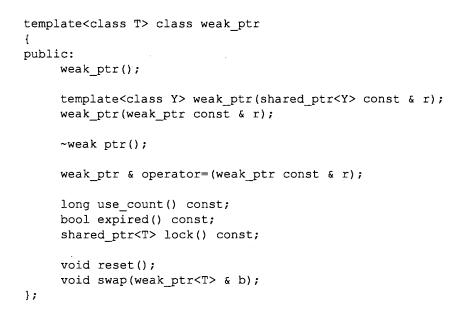 template<class T> class weak_ptr
{
public:
weak_ptr();
template<class Y> weak_ptr(shared_ptr<Y> const & r);
weak_ptr(weak_ptr const & r);
~weak ptr();
weak_ptr & operator=(weak_ptr const & r);
long use_count() const;
bool expired() const;
shared_ptr<T> lock() const;
void reset();
void swap(weak_ptr<T> & b);
};